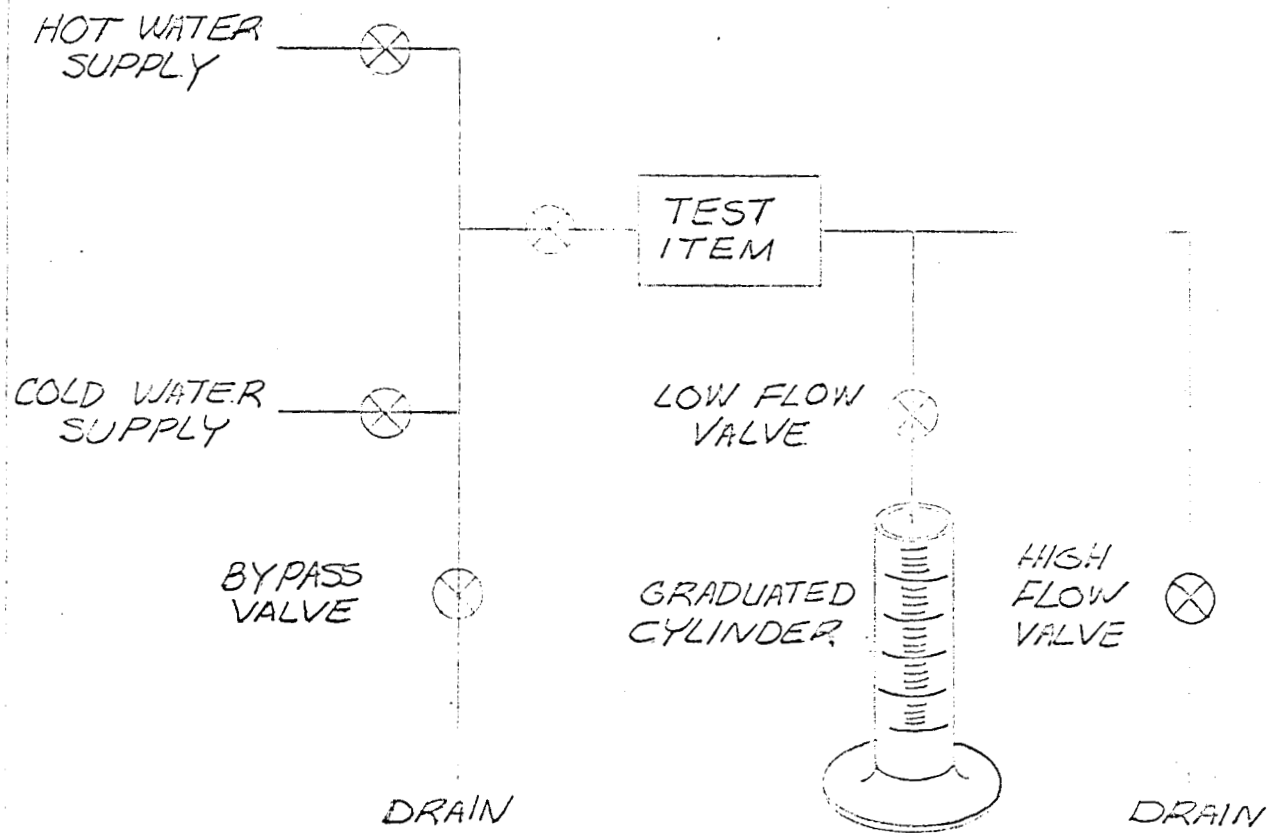 HOT WATER
SUPPLY
TEST
ITEM
COLD WATER
SUPPLY
LOW FLOW
VALVE
BYPASS
VALVE
GRADUATED
CYLINDER
HIGH
FLOW
VALVE
DRAIN
DRAIN